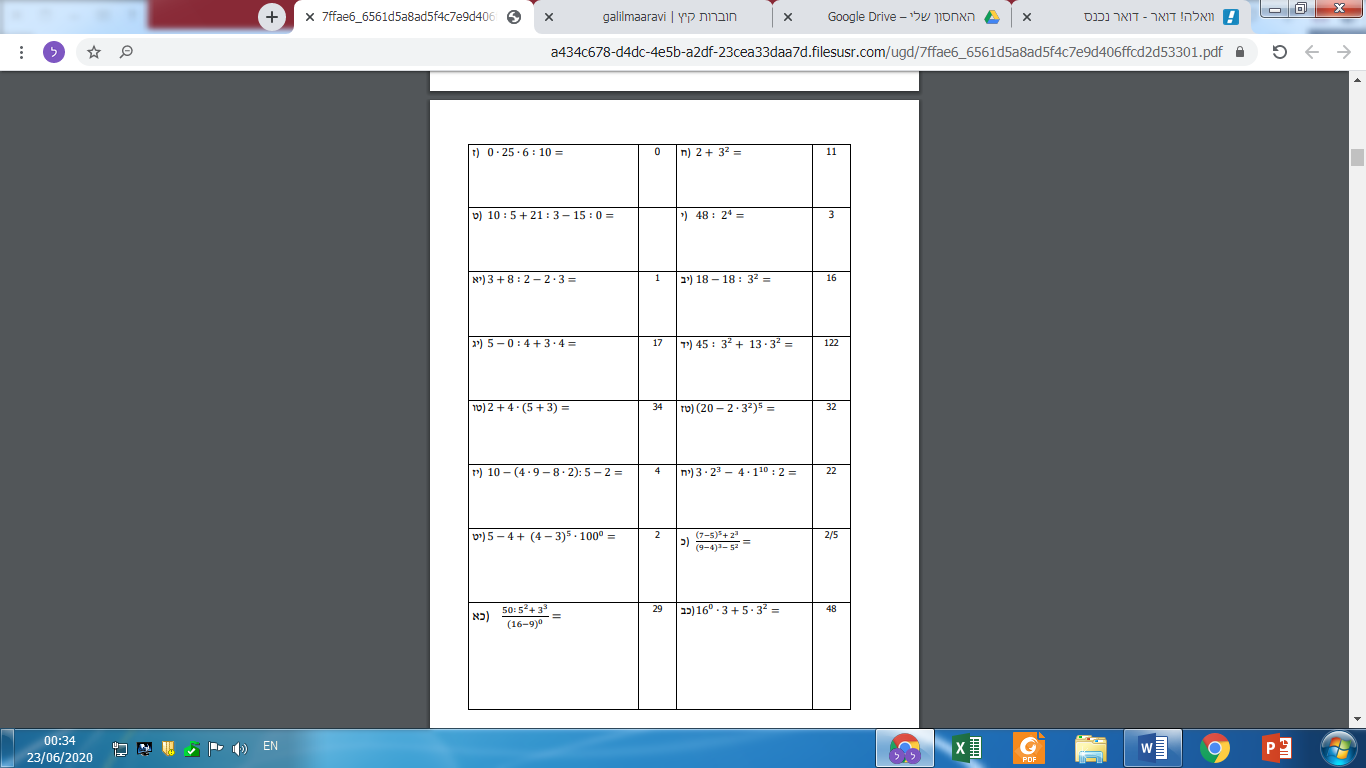 7ffae6_6561d5a8ad5f4c7e9d406
חוברות קיץ | galilmaaravi
האחסון שלי – Google Drive
וואלה! דואר - דואר נכנס
a434c678-d4dc-4e5b-a2df-23cea33daa7d.filesusr.com/ugd/7ffae6_6561d5a8ad5f4c7e9d406ffcd2d53301.pdf
ל
ז) 0 · 25 · 6 : 10 = 0 ח) 2 + 3² = 11
ט) 10 : 5 + 21 : 3 − 15 : 0 = י) 48 : 2⁴ = 3
יא) 3 + 8 : 2 − 2 · 3 = 1 יב) 18 − 18 : 3² = 16
יג) 5 − 0 : 4 + 3 · 4 = 17 יד) 45 : 3² + 13 · 3² = 122
טו) 2 + 4 · (5 + 3) = 34 טז) (20 − 2 · 3²)⁵ = 32
יז) 10 − (4 · 9 − 8 · 2): 5 − 2 = 4 יח) 3 · 2³ − 4 · 1¹⁰ : 2 = 22
יט) 5 − 4 + (4 − 3)⁵ · 100⁰ = 2 כ) (7−5)⁵+ 2³ / (9−4)³− 5² = 2/5
כא) 50: 5²+ 3³ / (16−9)⁰ = 29 כב) 16⁰ · 3 + 5 · 3² = 48
00:34
23/06/2020
EN
PDF